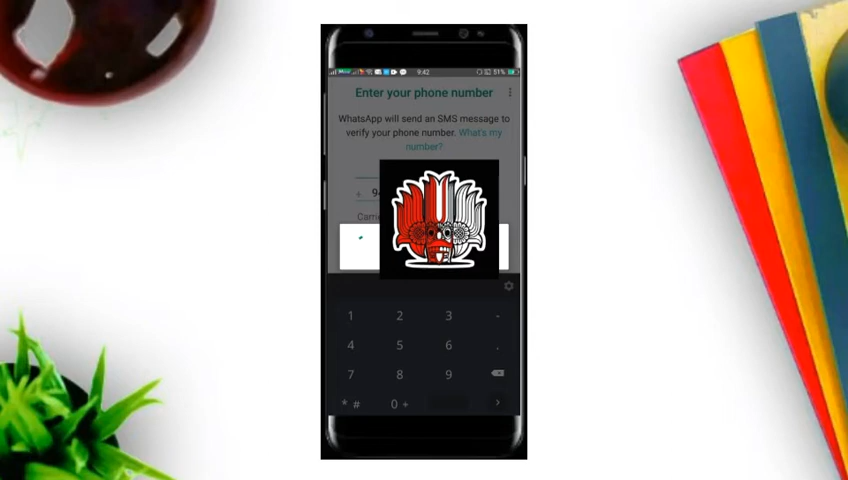 9:42
51%
Enter your phone number
WhatsApp will send an SMS message to
verify your phone number. What's my
number?
1 2 3 -
4 5 6 .
7 8 9
* # 0 +